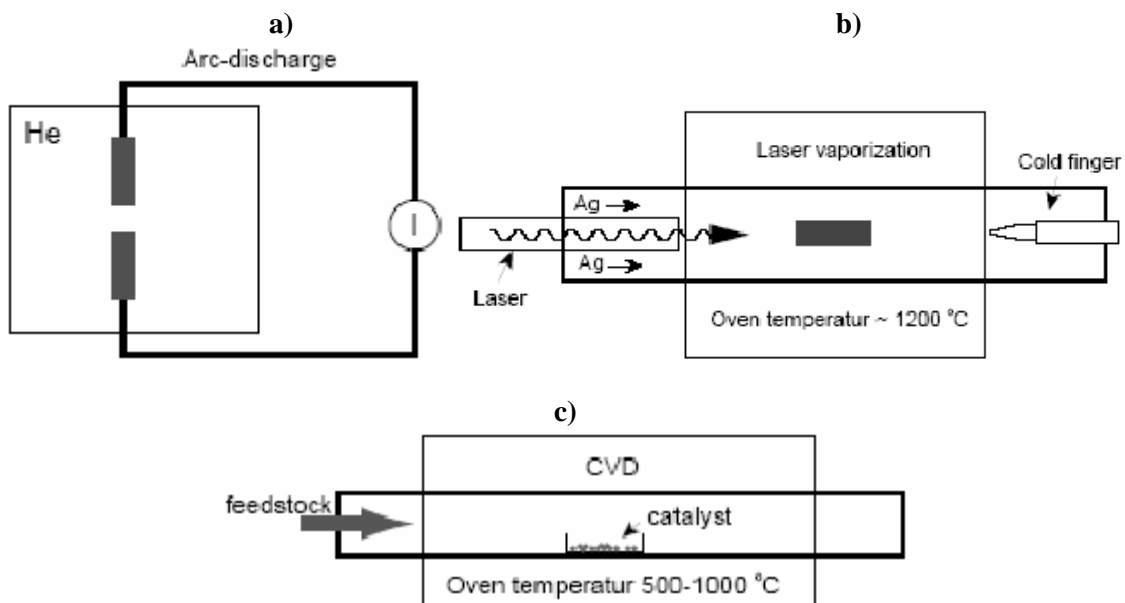 a)
Arc-discharge
He
I
b)
Laser vaporization
Cold finger
Ag
Ag
Laser
Oven temperatur ~ 1200 °C
c)
CVD
feedstock
catalyst
Oven temperatur 500-1000 °C